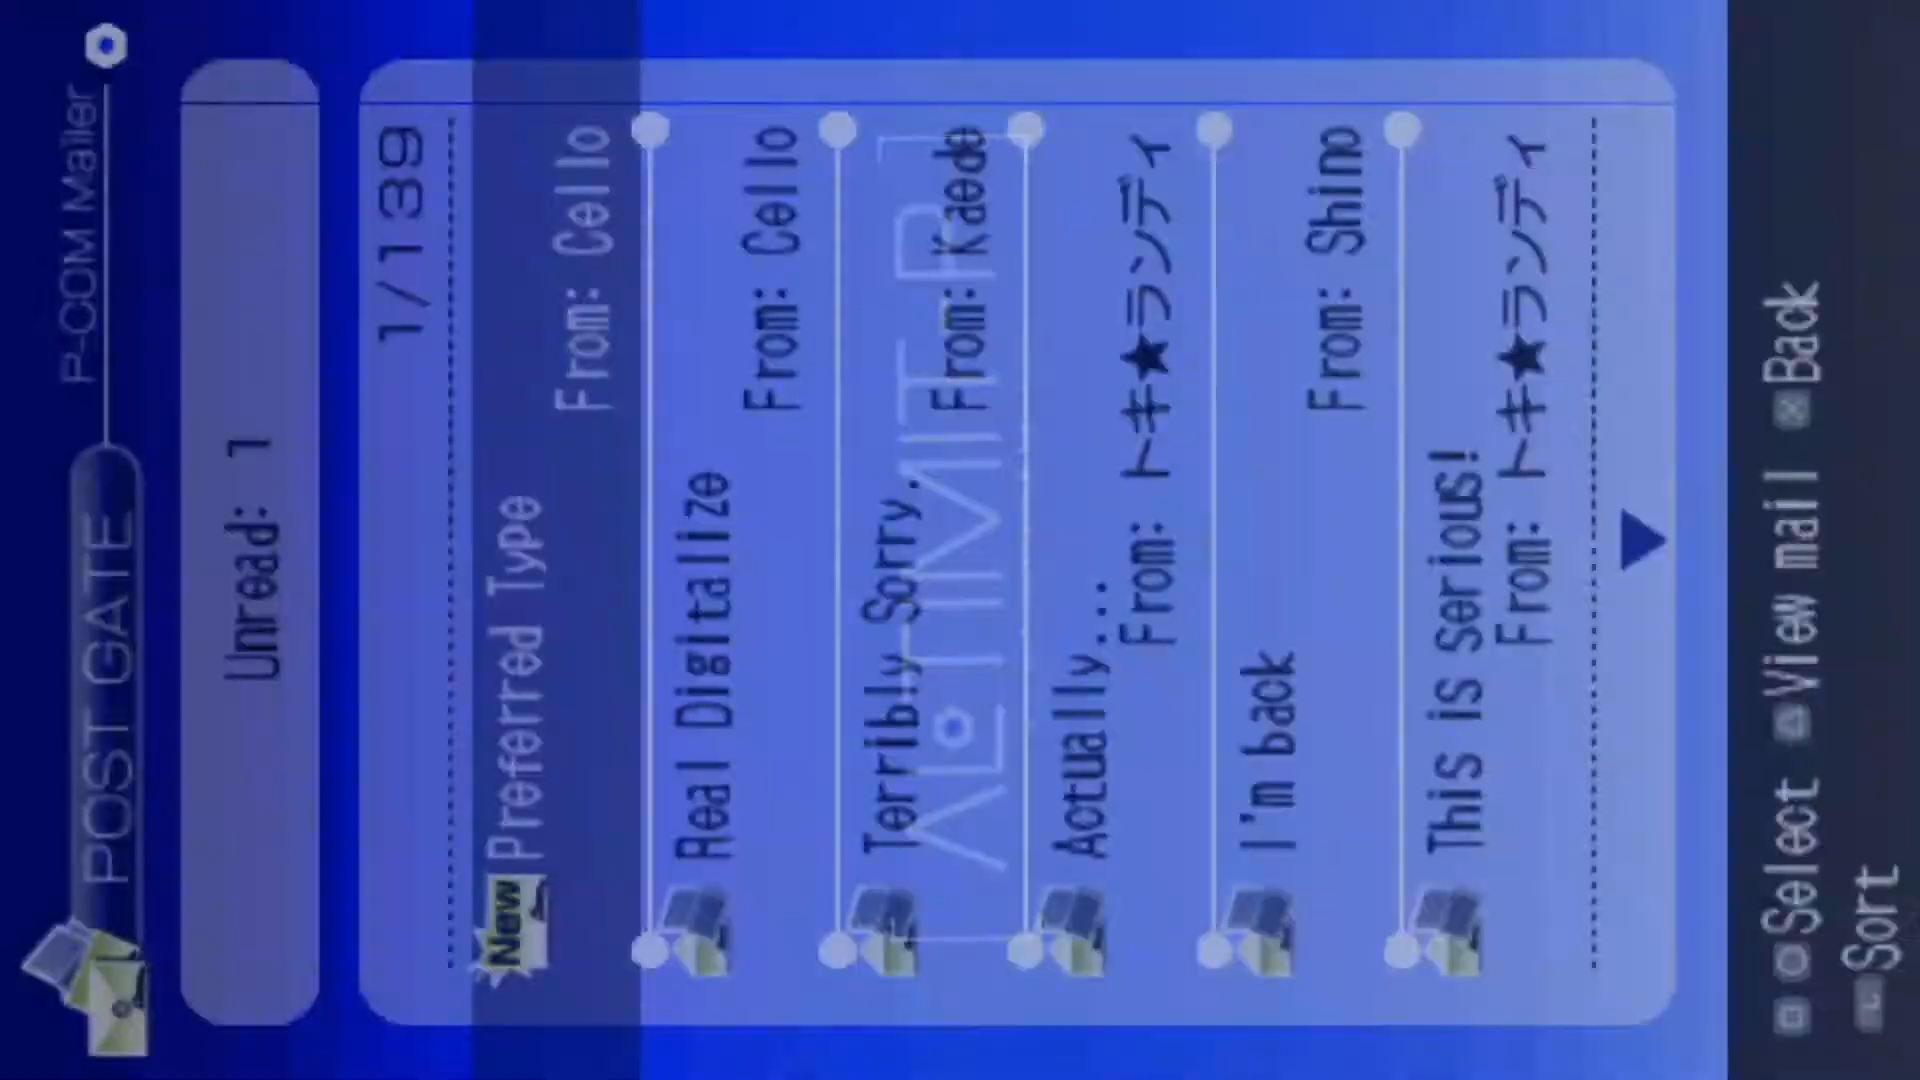 P-COM Mailer
POST GATE
Unread: 1
1/139
New Preferred Type
From: Cello
Real Digitalize
From: Cello
Terribly Sorry.
From: Kaede
Actually...
From: トキ★ランディ
I'm back
From: Shino
This is serious!
From: トキ★ランディ
Select View mail Back
Sort